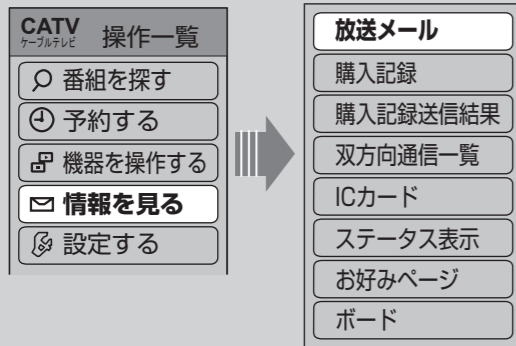 CATV
ケーブルテレビ 操作一覧
番組を探す
予約する
機器を操作する
情報を見る
設定する
放送メール
購入記録
購入記録送信結果
双方向通信一覧
ICカード
ステータス表示
お好みページ
ボード